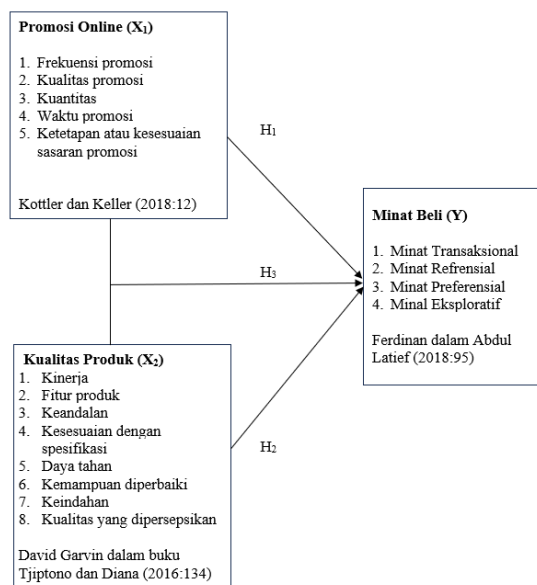 Promosi Online (X₁)
1. Frekuensi promosi
2. Kualitas promosi
3. Kuantitas
4. Waktu promosi
5. Ketetapan atau kesesuaian
sasaran promosi
Kottler dan Keller (2018:12)
H₁
Minat Beli (Y)
1. Minat Transaksional
2. Minat Refrensial
3. Minat Preferensial
4. Minal Eksploratif
Ferdinan dalam Abdul
Latief (2018:95)
H₃
Kualitas Produk (X₂)
1. Kinerja
2. Fitur produk
3. Keandalan
4. Kesesuaian dengan
spesifikasi
5. Daya tahan
6. Kemampuan diperbaiki
7. Keindahan
8. Kualitas yang dipersepsikan
David Garvin dalam buku
Tjiptono dan Diana (2016:134)
H₂